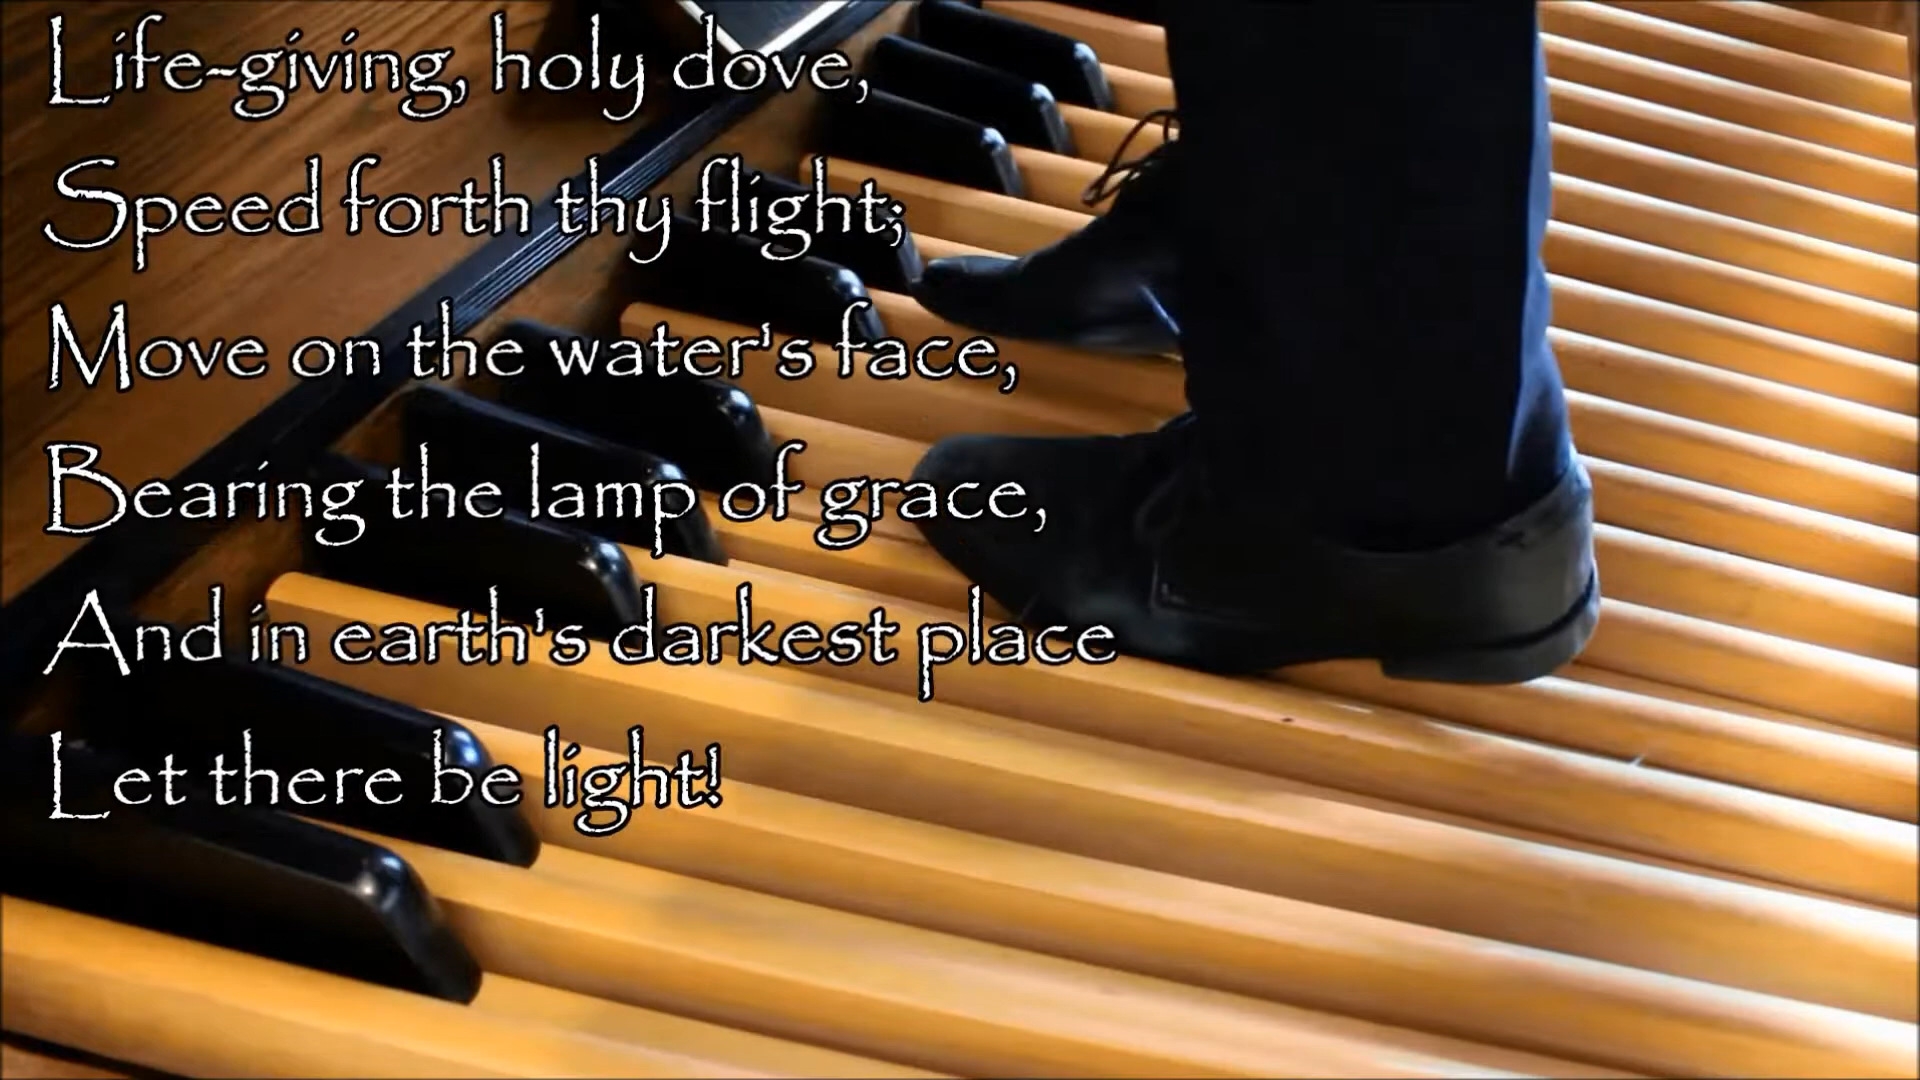 Life-giving, holy dove,
Speed forth thy flight;
Move on the water's face,
Bearing the lamp of grace,
And in earth's darkest place
Let there be light!